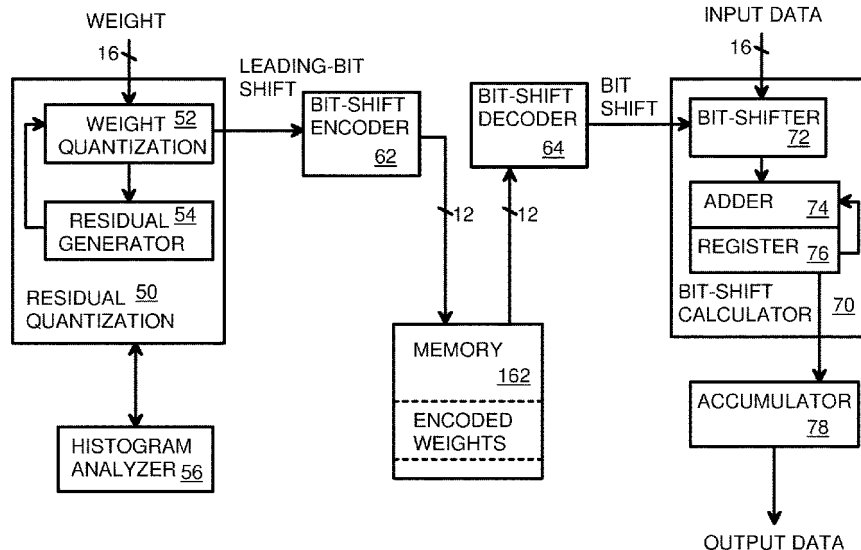 WEIGHT
16
LEADING-BIT
SHIFT
WEIGHT 52
QUANTIZATION
RESIDUAL 54
GENERATOR
RESIDUAL 50
QUANTIZATION
HISTOGRAM
ANALYZER 56
BIT-SHIFT
ENCODER
62
12
BIT-SHIFT
DECODER
64
12
MEMORY
162
ENCODED
WEIGHTS
BIT
SHIFT
INPUT DATA
16
BIT-SHIFTER
72
ADDER
74
REGISTER 76
BIT-SHIFT
CALCULATOR 70
ACCUMULATOR
78
OUTPUT DATA